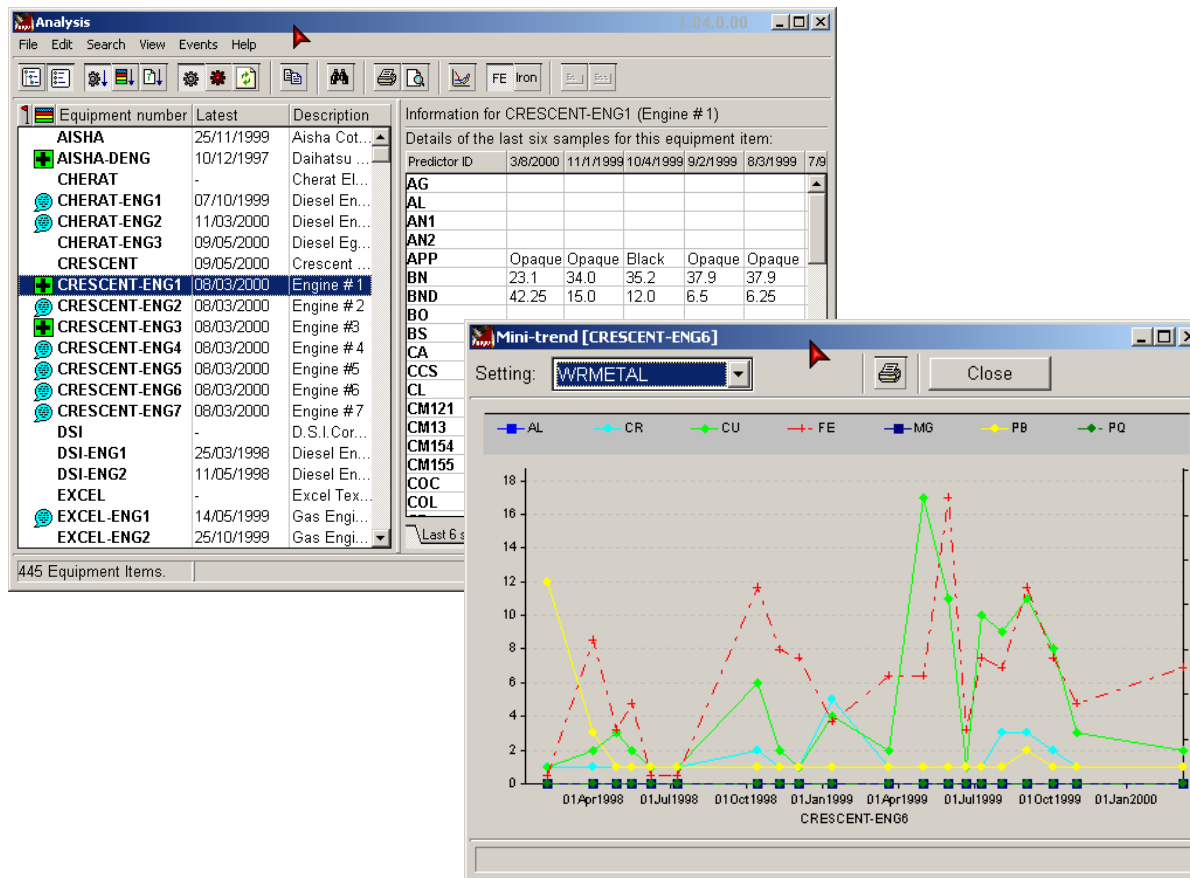 Analysis
1.04.0.00
File Edit Search View Events Help
FE Iron
Equipment number Latest Description
AISHA 25/11/1999 Aisha Cot...
AISHA-DENG 10/12/1997 Daihatsu ...
CHERAT - Cherat El...
CHERAT-ENG1 07/10/1999 Diesel En...
CHERAT-ENG2 11/03/2000 Diesel En...
CHERAT-ENG3 09/05/2000 Diesel Eg...
CRESCENT 09/05/2000 Crescent ...
CRESCENT-ENG1 08/03/2000 Engine # 1
CRESCENT-ENG2 08/03/2000 Engine # 2
CRESCENT-ENG3 08/03/2000 Engine #3
CRESCENT-ENG4 08/03/2000 Engine # 4
CRESCENT-ENG5 08/03/2000 Engine #5
CRESCENT-ENG6 08/03/2000 Engine #6
CRESCENT-ENG7 08/03/2000 Engine # 7
DSI - D.S.I.Cor...
DSI-ENG1 25/03/1998 Diesel En...
DSI-ENG2 11/05/1998 Diesel En...
EXCEL - Excel Tex...
EXCEL-ENG1 14/05/1999 Gas Engi...
EXCEL-ENG2 25/10/1999 Gas Engi...
445 Equipment Items.
Information for CRESCENT-ENG1 (Engine # 1)
Details of the last six samples for this equipment item:
Predictor ID 3/8/2000 11/1/1999 10/4/1999 9/2/1999 8/3/1999 7/9
AG
AL
AN1
AN2
APP Opaque Opaque Black Opaque Opaque
BN 23.1 34.0 35.2 37.9 37.9
BND 42.25 15.0 12.0 6.5 6.25
BO
BS
CA
CCS
CL
CM121
CM13
CM154
CM155
COC
COL
Last 6 s
Mini-trend [CRESCENT-ENG6]
Setting: WRMETAL Close
AL CR CU FE MG PB PQ
18
16
14
12
10
8
6
4
2
0
01Apr1998 01Jul1998 01Oct1998 01Jan1999 01Apr1999 01Jul1999 01Oct1999 01Jan2000
CRESCENT-ENG6